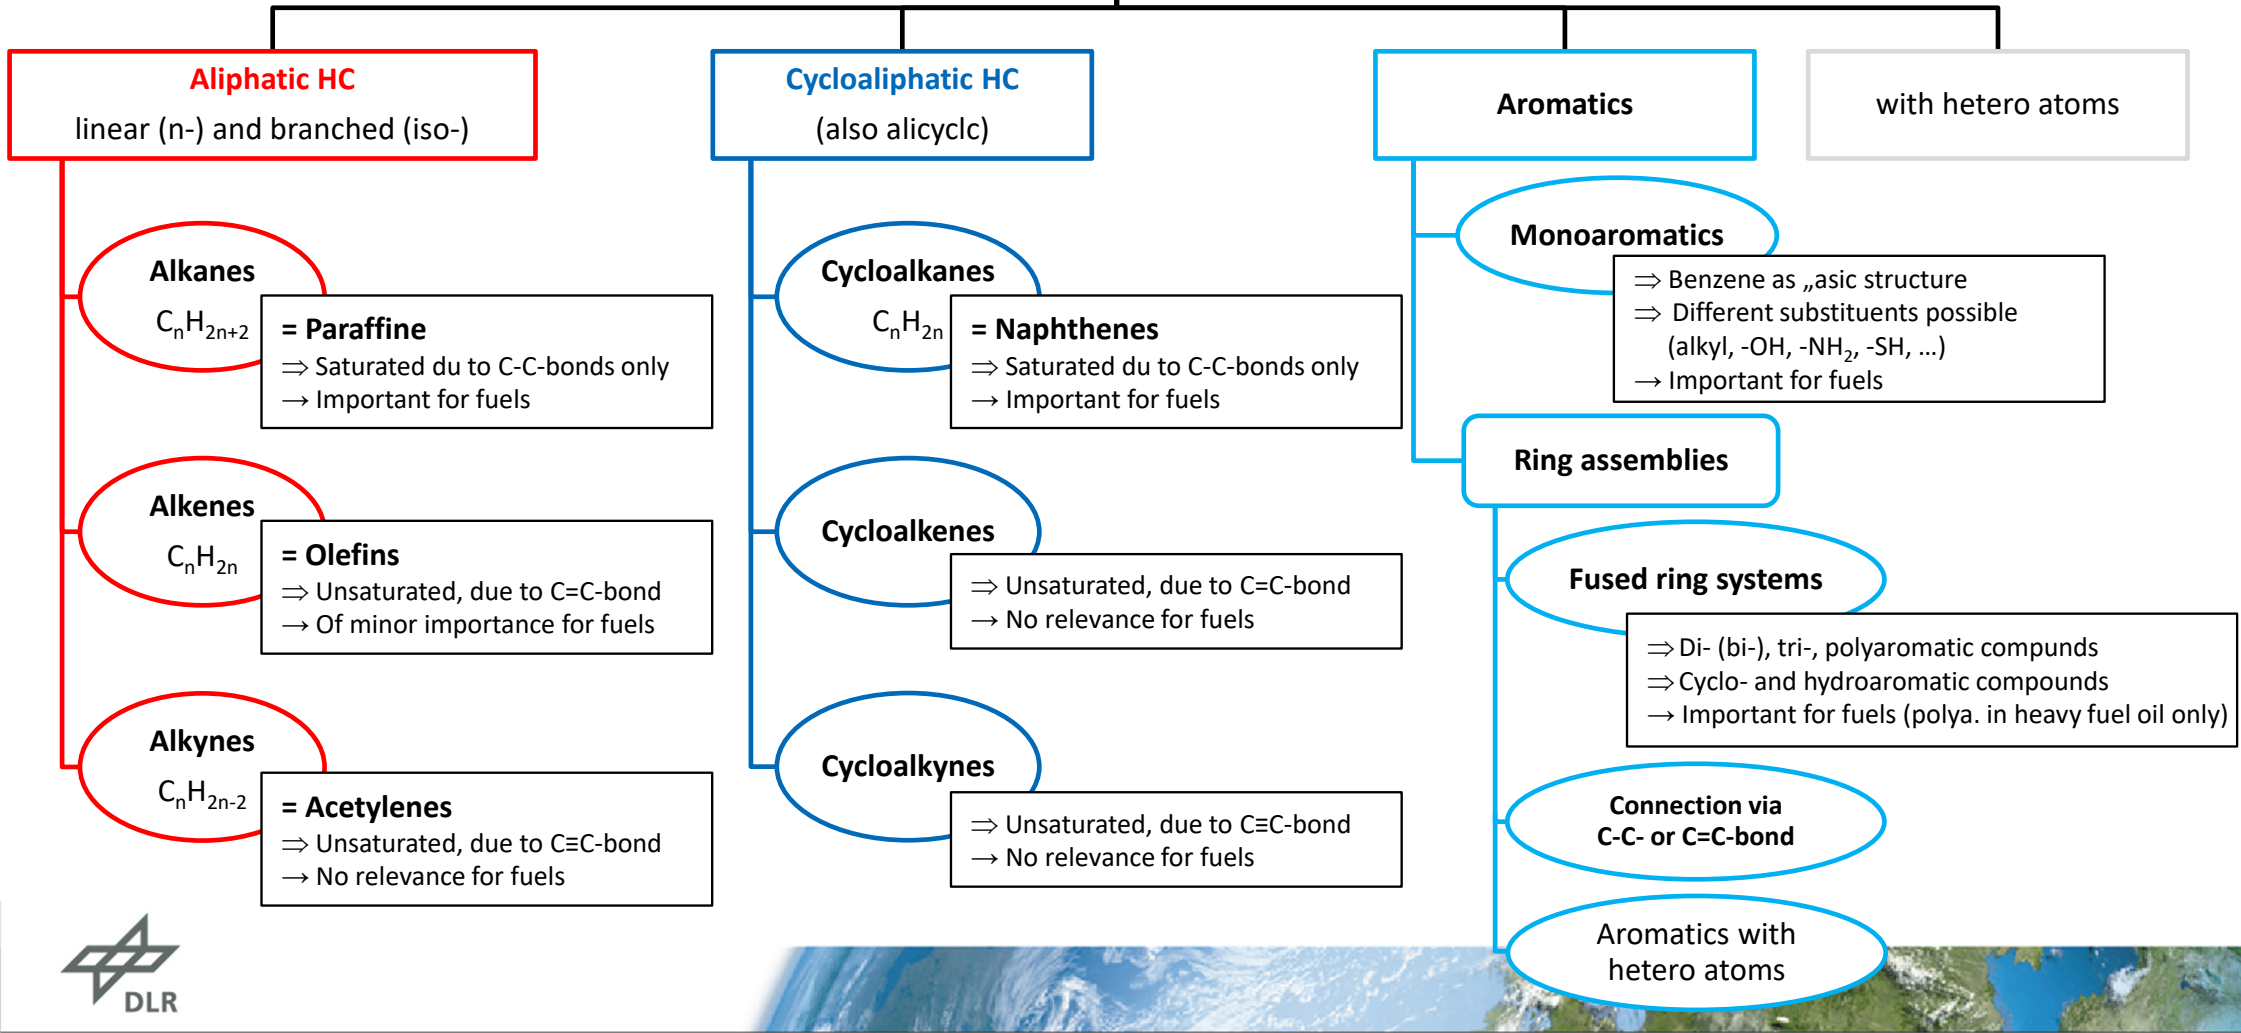 Aliphatic HC
linear (n-) and branched (iso-)
Alkanes
CnH2n+2
= Paraffine
⇒ Saturated du to C-C-bonds only
→ Important for fuels
Alkenes
CnH2n
= Olefins
⇒ Unsaturated, due to C=C-bond
→ Of minor importance for fuels
Alkynes
CnH2n-2
= Acetylenes
⇒ Unsaturated, due to C≡C-bond
→ No relevance for fuels
Cycloaliphatic HC
(also alicyclc)
Cycloalkanes
CnH2n
= Naphthenes
⇒ Saturated du to C-C-bonds only
→ Important for fuels
Cycloalkenes
⇒ Unsaturated, due to C=C-bond
→ No relevance for fuels
Cycloalkynes
⇒ Unsaturated, due to C≡C-bond
→ No relevance for fuels
Aromatics
Monoaromatics
⇒ Benzene as „asic structure
⇒ Different substituents possible
(alkyl, -OH, -NH2, -SH, ...)
→ Important for fuels
Ring assemblies
Fused ring systems
⇒ Di- (bi-), tri-, polyaromatic compunds
⇒ Cyclo- and hydroaromatic compounds
→ Important for fuels (polya. in heavy fuel oil only)
Connection via
C-C- or C=C-bond
Aromatics with
hetero atoms
with hetero atoms
DLR